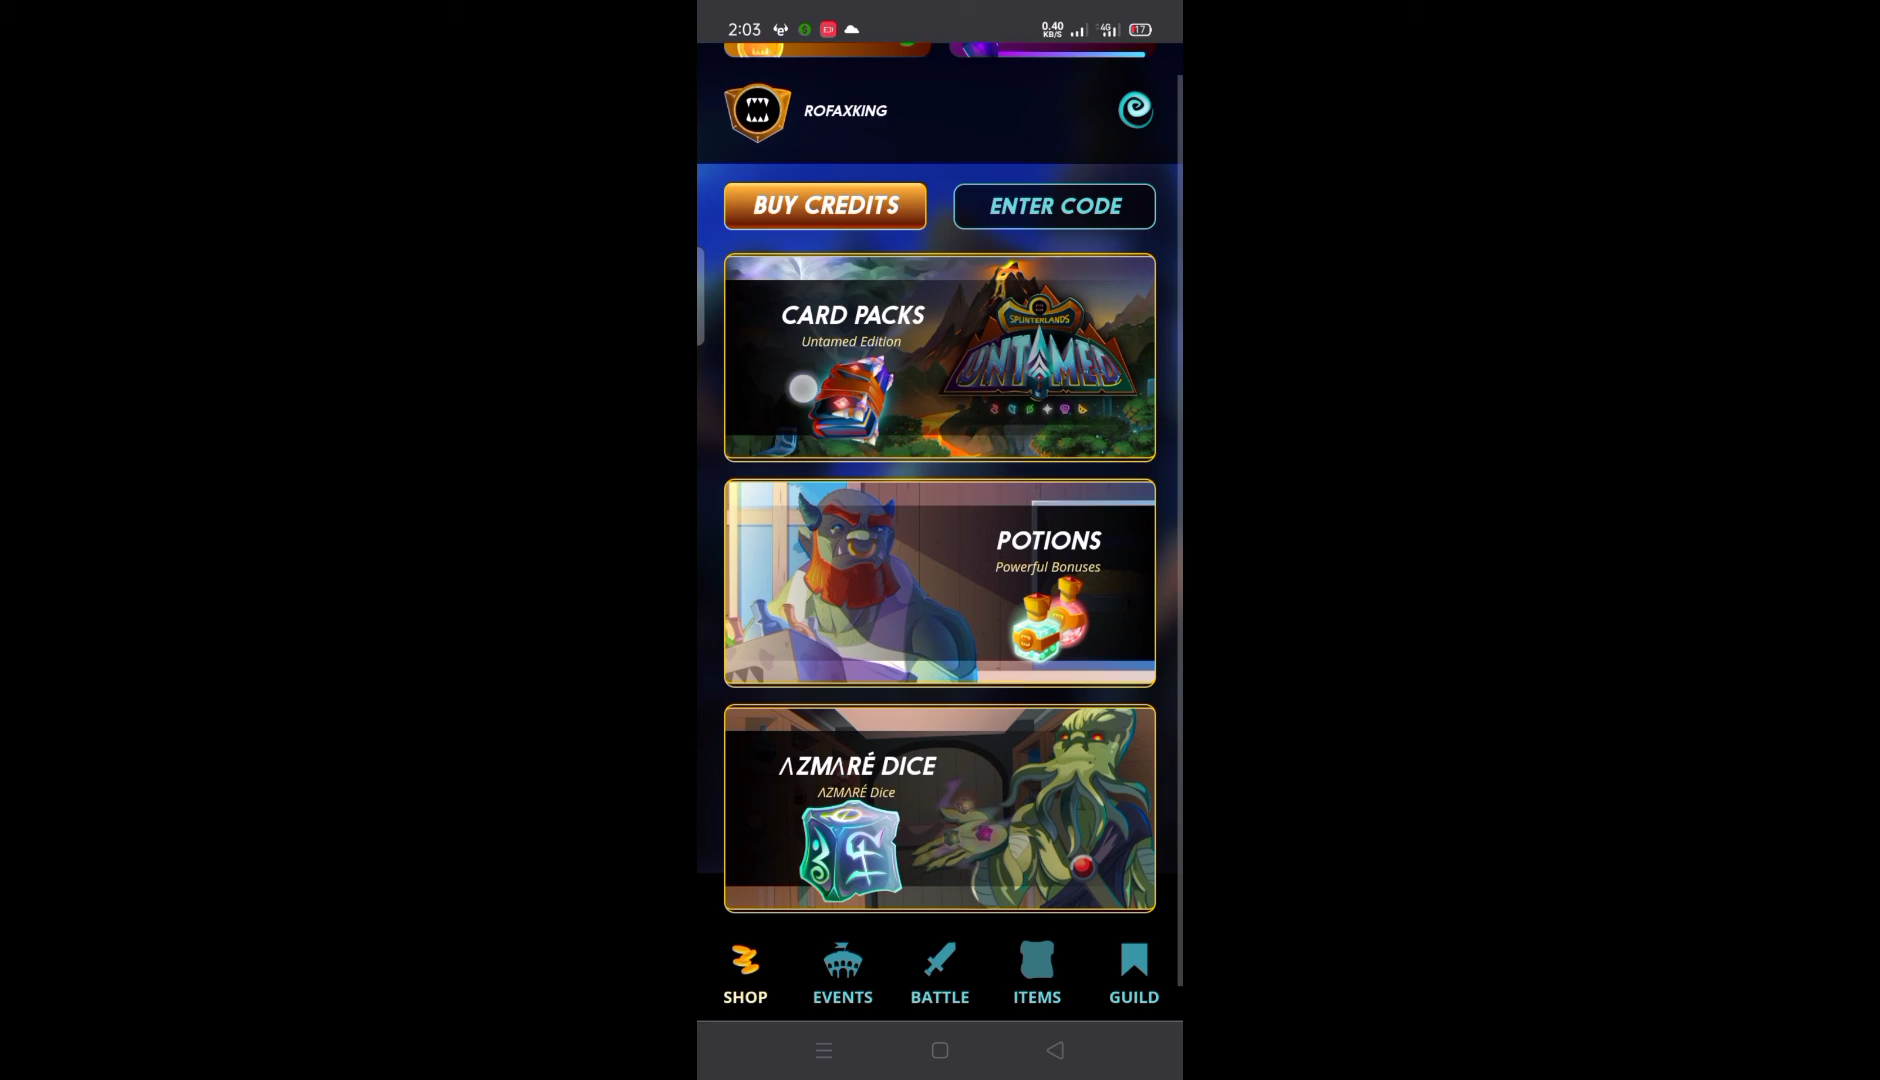 2:03
0.40
KB/S
4G
17
ROFAXKING
BUY CREDITS
ENTER CODE
CARD PACKS
Untamed Edition
SPLINTERLANDS
UNTAMED
POTIONS
Powerful Bonuses
ΛZMΛRÉ DICE
ΛZMΛRÉ Dice
SHOP
EVENTS
BATTLE
ITEMS
GUILD